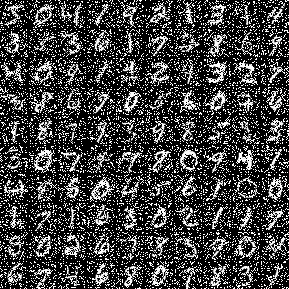 5 0 4 1 9 2 1 3 1 4
3 5 3 6 1 7 2 8 6 9
4 0 9 1 1 2 4 3 2 7
3 8 6 9 0 5 6 0 7 6
1 8 7 9 3 9 8 5 9 3
3 0 7 4 9 8 0 9 4 1
4 4 6 0 4 5 6 1 0 0
1 7 1 6 3 0 2 1 1 7
9 0 2 6 7 8 3 9 0 4
6 7 4 6 8 0 7 8 3 1